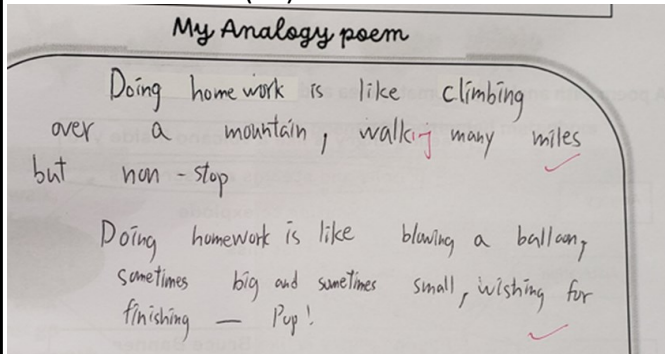 My Analogy poem
Doing homework is like climbing
over a mountain, walking many miles
but non-stop
Doing homework is like blowing a balloon,
sometimes big and sometimes small, wishing for
finishing — Pop!